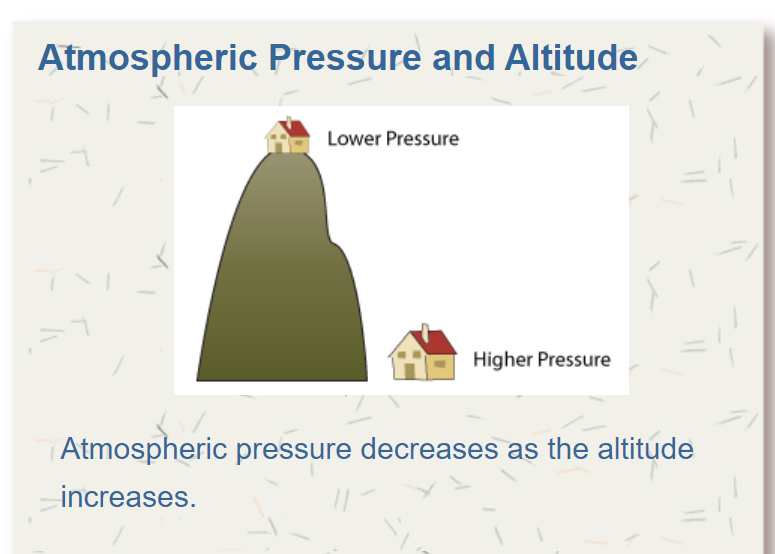 Atmospheric Pressure and Altitude
Lower Pressure
Higher Pressure
Atmospheric pressure decreases as the altitude
increases.